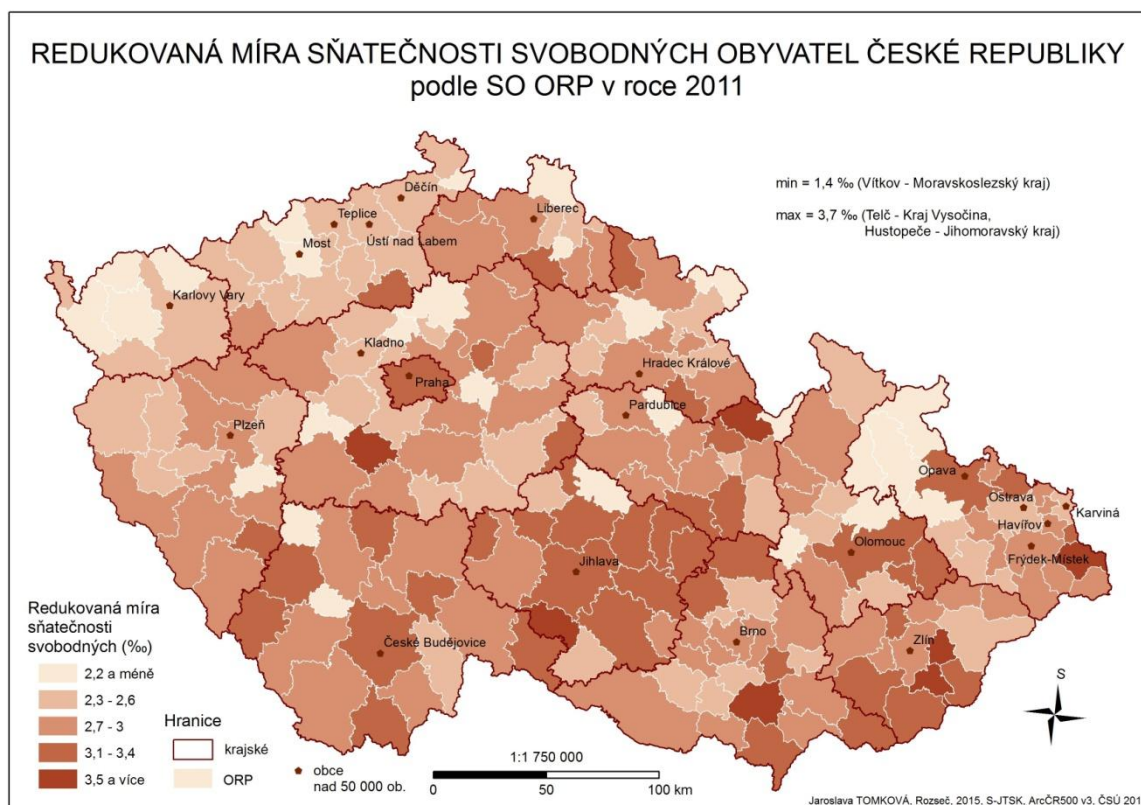 REDUKOVANÁ MÍRA SŇATEČNOSTI SVOBODNÝCH OBYVATEL ČESKÉ REPUBLIKY
podle SO ORP v roce 2011
min = 1,4 ‰ (Vítkov - Moravskoslezský kraj)
max = 3,7 ‰ (Telč - Kraj Vysočina,
Hustopeče - Jihomoravský kraj)
Děčín
Teplice
Liberec
Most
Ústí nad Labem
Karlovy Vary
Kladno
Hradec Králové
Praha
Pardubice
Plzeň
Opava
Ostrava
Karviná
Havířov
Olomouc
Frýdek-Místek
Jihlava
České Budějovice
Brno
Zlín
Redukovaná míra
sňatečnosti
svobodných (‰)
2,2 a méně
2,3 - 2,6
2,7 - 3
3,1 - 3,4
3,5 a více
Hranice
krajské
ORP
obce
nad 50 000 ob.
1:1 750 000
0 50 100 km
S
Jaroslava TOMKOVÁ, Rozseč, 2015, S-JTSK, ArcČR500 v3, ČSÚ 201